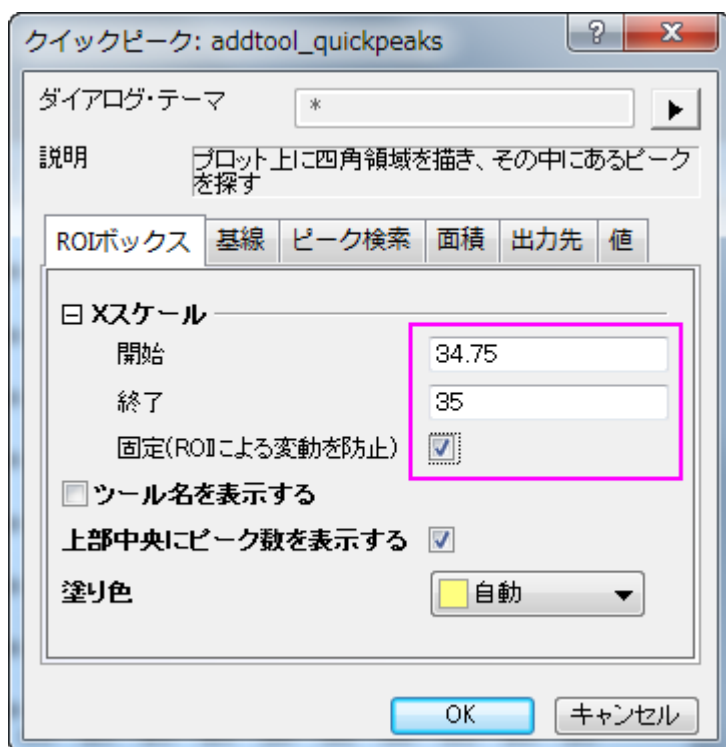 クイックピーク: addtool_quickpeaks
ダイアログ・テーマ
*
説明
プロット上に四角領域を描き、その中にあるピーク
を探す
ROIボックス 基線 ピーク検索 面積 出力先 値
Xスケール
開始 34.75
終了 35
固定(ROIによる変動を防止)
ツール名を表示する
上部中央にピーク数を表示する
塗り色 自動
OK キャンセル